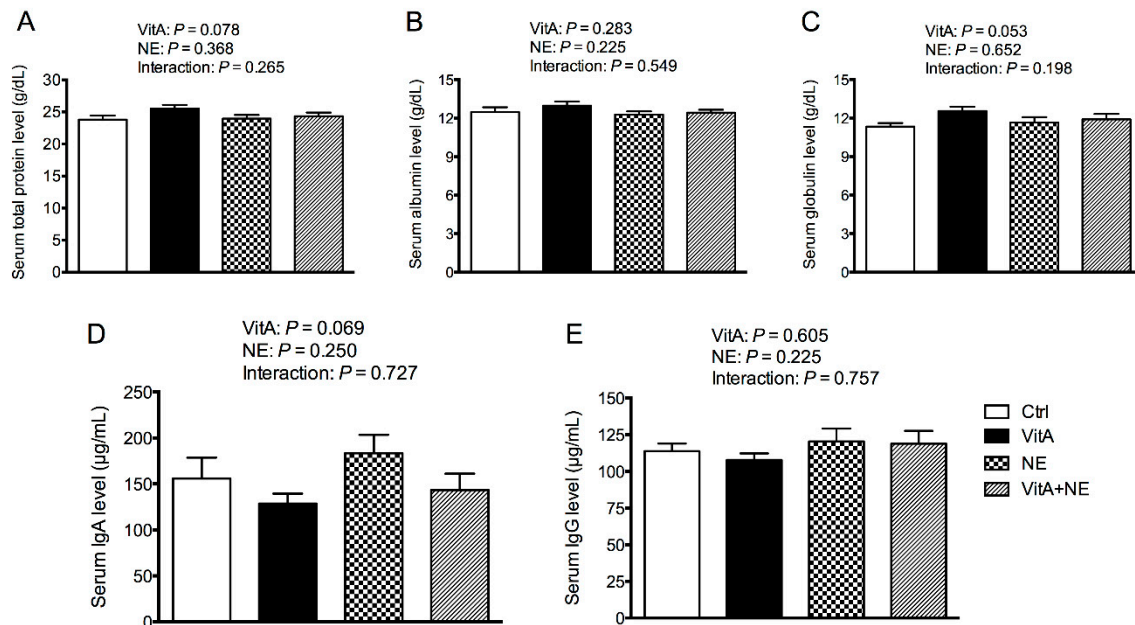 A
VitA: P = 0.078
NE: P = 0.368
Interaction: P = 0.265
Serum total protein level (g/dL)
30
25
20
15
10
5
0
B
VitA: P = 0.283
NE: P = 0.225
Interaction: P = 0.549
Serum albumin level (g/dL)
15
12
9
6
3
0
C
VitA: P = 0.053
NE: P = 0.652
Interaction: P = 0.198
Serum globulin level (g/dL)
15
12
9
6
3
0
D
VitA: P = 0.069
NE: P = 0.250
Interaction: P = 0.727
Serum IgA level (μg/mL)
250
200
150
100
50
0
E
VitA: P = 0.605
NE: P = 0.225
Interaction: P = 0.757
Serum IgG level (μg/mL)
150
125
100
75
50
25
0
Ctrl
VitA
NE
VitA+NE